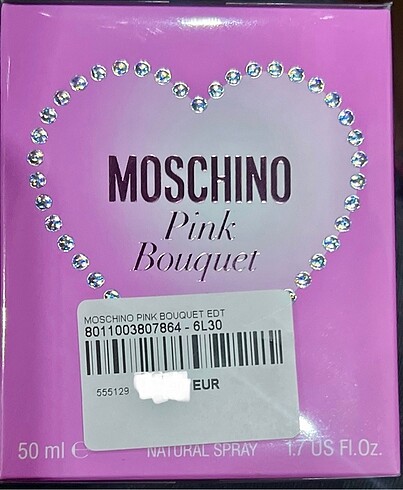 MOSCHINO
Pink
Bouquet
MOSCHINO PINK BOUQUET EDT
8011003807864 - 6L30
555129 EUR
50 ml ℮ NATURAL SPRAY 1.7 US Fl.Oz.